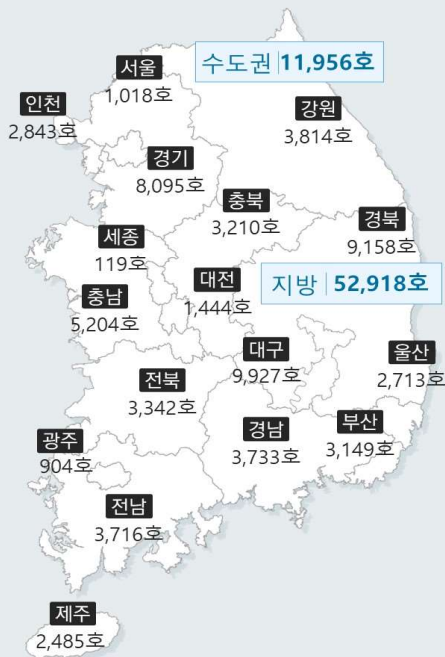 서울
1,018호
수도권 11,956호
인천
2,843호
강원
3,814호
경기
8,095호
충북
3,210호
경북
9,158호
세종
119호
대전
1,444호
지방 52,918호
충남
5,204호
대구
9,927호
울산
2,713호
전북
3,342호
경남
3,733호
부산
3,149호
광주
904호
전남
3,716호
제주
2,485호